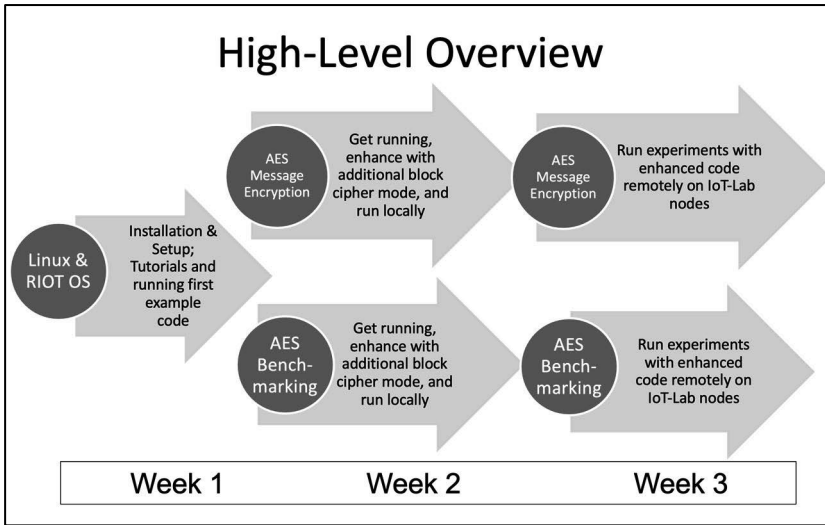 High-Level Overview
Linux &
RIOT OS
Installation &
Setup;
Tutorials and
running first
example
code
AES
Message
Encryption
Get running,
enhance with
additional block
cipher mode, and
run locally
AES
Message
Encryption
Run experiments with
enhanced code
remotely on IoT-Lab
nodes
AES
Bench-
marking
Get running,
enhance with
additional block
cipher mode, and
run locally
AES
Bench-
marking
Run experiments
with enhanced
code remotely on
IoT-Lab nodes
Week 1
Week 2
Week 3